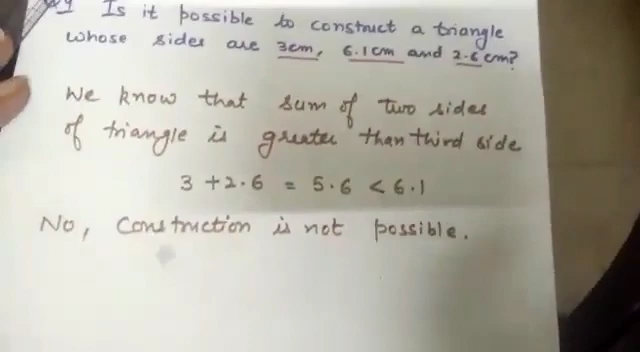 Is it possible to construct a triangle
whose sides are 3cm, 6.1cm and 2.6cm?
We know that sum of two sides
of triangle is greater than third side
3 + 2.6 = 5.6 < 6.1
No, Construction is not possible.